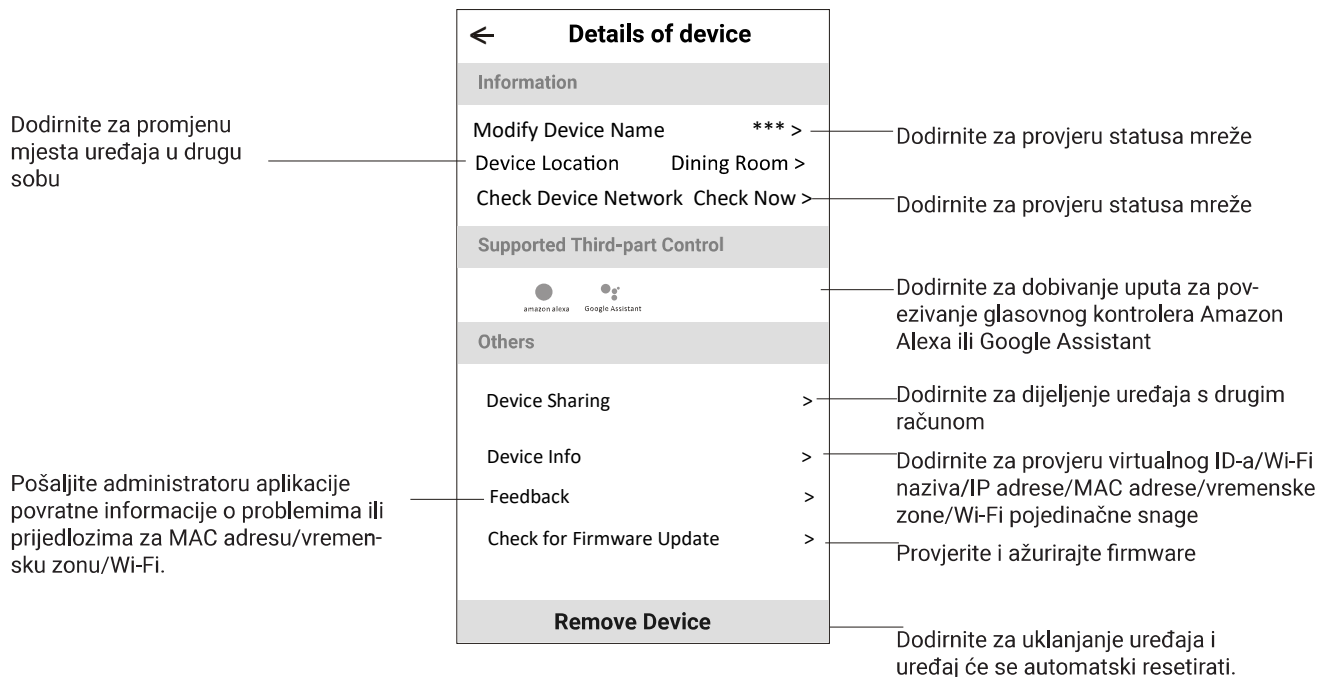 ← Details of device
Information
Modify Device Name *** >
Device Location Dining Room >
Check Device Network Check Now >
Supported Third-part Control
amazon alexa Google Assistant
Others
Device Sharing >
Device Info >
Feedback >
Check for Firmware Update >
Remove Device
Dodirnite za promjenu
mjesta uređaja u drugu
sobu
Pošaljite administratoru aplikacije
povratne informacije o problemima ili
prijedlozima za MAC adresu/vremen-
sku zonu/Wi-Fi.
Dodirnite za provjeru statusa mreže
Dodirnite za provjeru statusa mreže
Dodirnite za dobivanje uputa za pov-
ezivanje glasovnog kontrolera Amazon
Alexa ili Google Assistant
Dodirnite za dijeljenje uređaja s drugim
računom
Dodirnite za provjeru virtualnog ID-a/Wi-Fi
naziva/IP adrese/MAC adrese/vremenske
zone/Wi-Fi pojedinačne snage
Provjerite i ažurirajte firmware
Dodirnite za uklanjanje uređaja i
uređaj će se automatski resetirati.